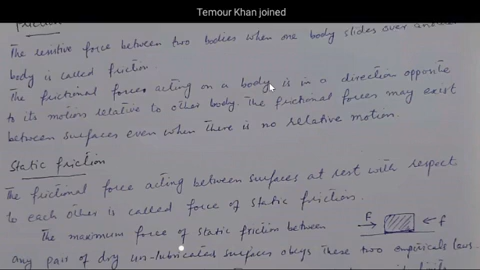 Temour Khan joined
Friction
The resitive force between two bodies when one body slides over another
body is called friction.
The frictional force acting on a body is in a direction opposite
to its motion relative to other body. The frictional forces may exist
between surfaces even when there is no relative motion.
Static friction
The frictional force acting between surfaces at rest with respect
to each other is called force of static friction.
F f
The maximum force of static friction between
any pair of dry un-lubricated surfaces obeys these two empiricals laws.